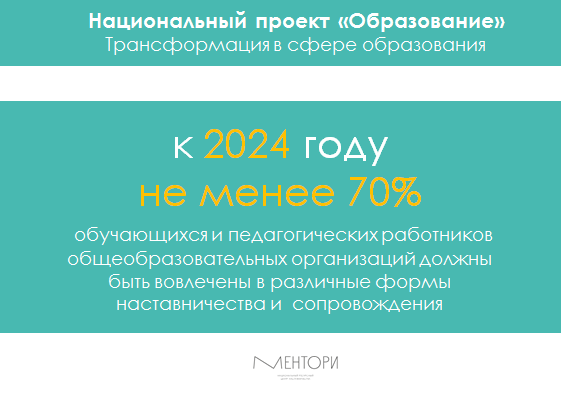 Национальный проект «Образование»
Трансформация в сфере образования
к 2024 году
не менее 70%
обучающихся и педагогических работников
общеобразовательных организаций должны
быть вовлечены в различные формы
наставничества и сопровождения
МЕНТОРИ